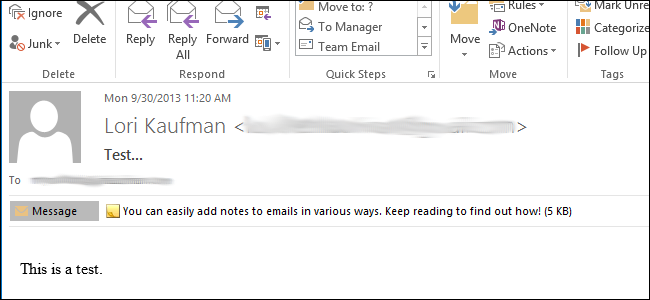 Ignore
Junk
Delete
Delete
Reply
Reply All
Forward
Respond
Move to: ?
To Manager
Team Email
Quick Steps
Move
Rules
OneNote
Actions
Move
Mark Unre
Categorize
Follow Up
Tags
Mon 9/30/2013 11:20 AM
Lori Kaufman < >
Test...
To
Message
You can easily add notes to emails in various ways. Keep reading to find out how! (5 KB)
This is a test.